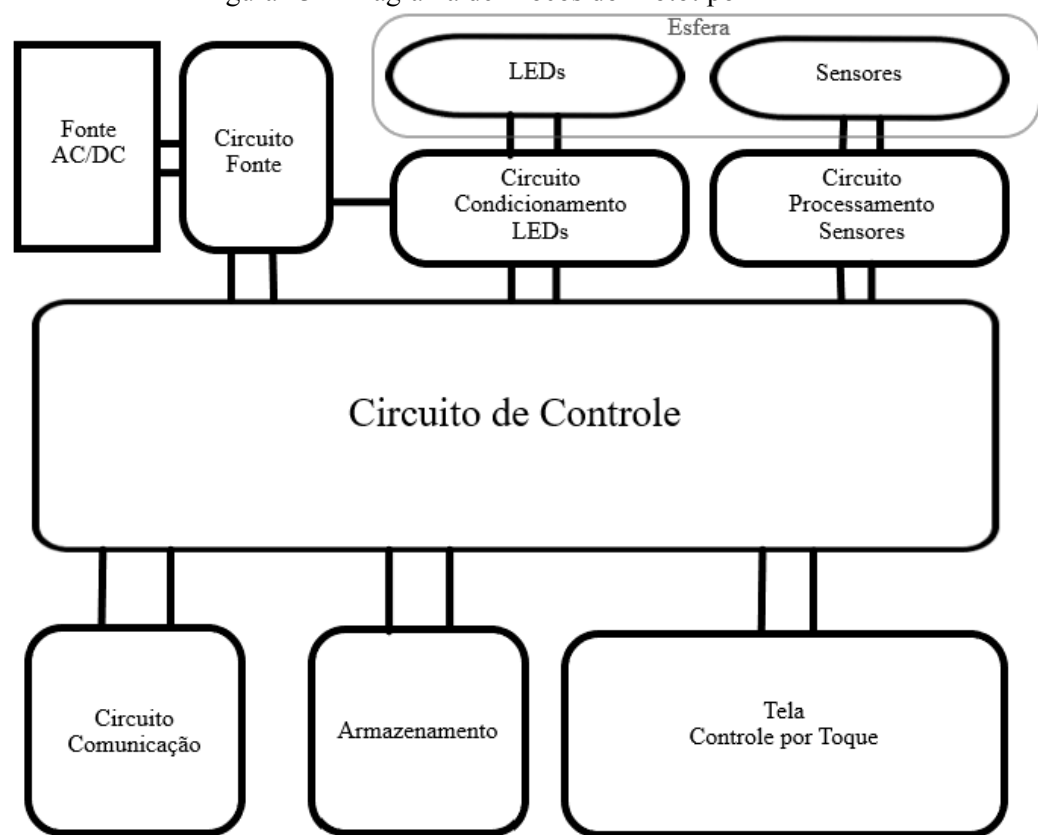 Esfera
LEDs
Sensores
Fonte
AC/DC
Circuito
Fonte
Circuito
Condicionamento
LEDs
Circuito
Processamento
Sensores
Circuito de Controle
Circuito
Comunicação
Armazenamento
Tela
Controle por Toque